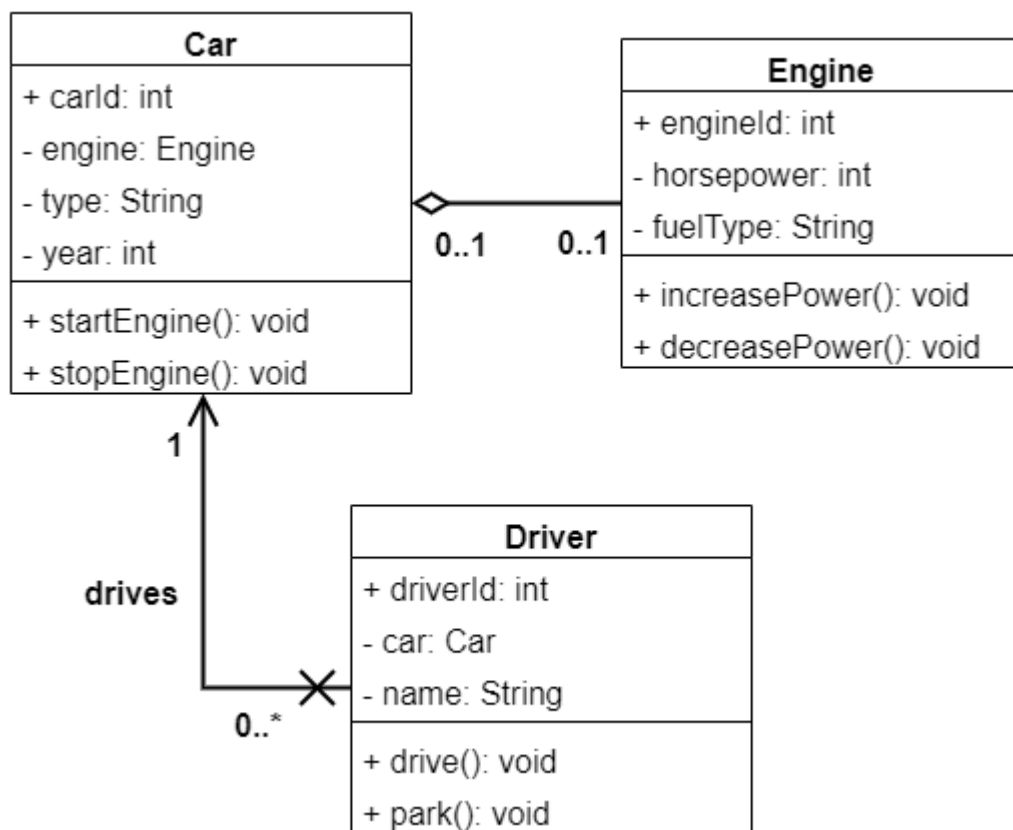 Car
+ carId: int
- engine: Engine
- type: String
- year: int
+ startEngine(): void
+ stopEngine(): void
0..1
0..1
Engine
+ engineId: int
- horsepower: int
- fuelType: String
+ increasePower(): void
+ decreasePower(): void
1
drives
0..*
Driver
+ driverId: int
- car: Car
- name: String
+ drive(): void
+ park(): void